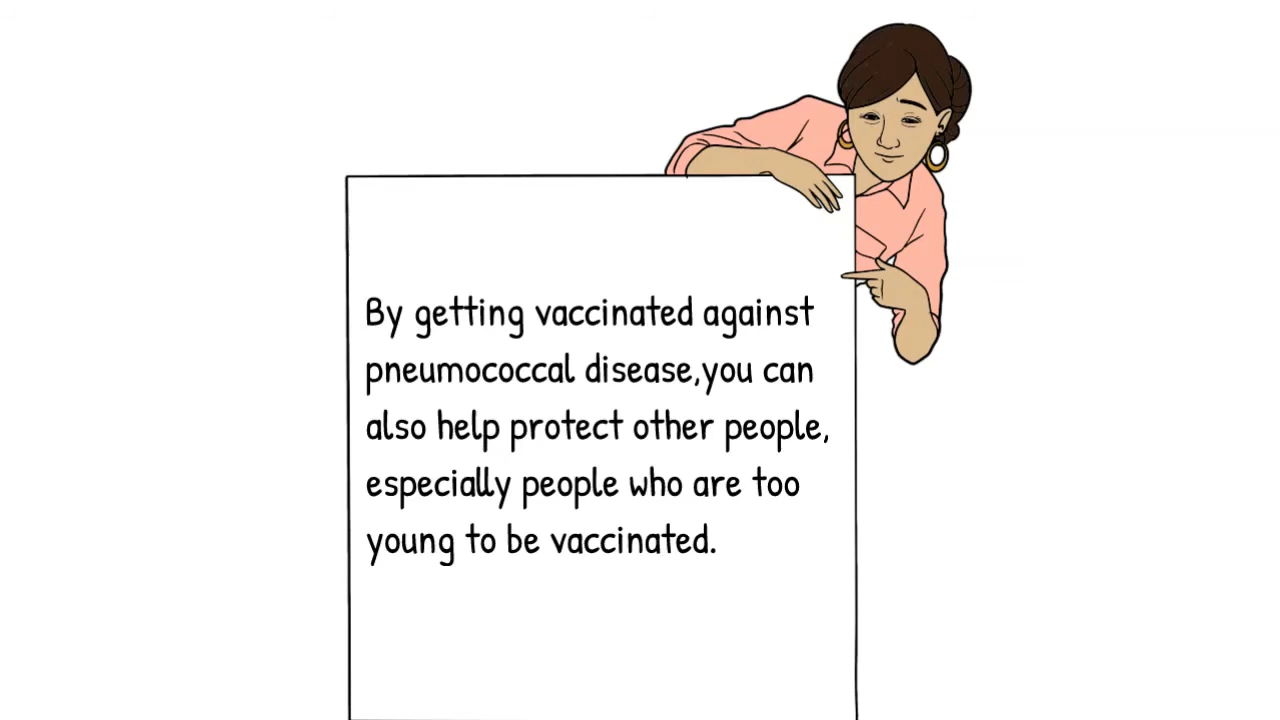 By getting vaccinated against
pneumococcal disease,you can
also help protect other people,
especially people who are too
young to be vaccinated.